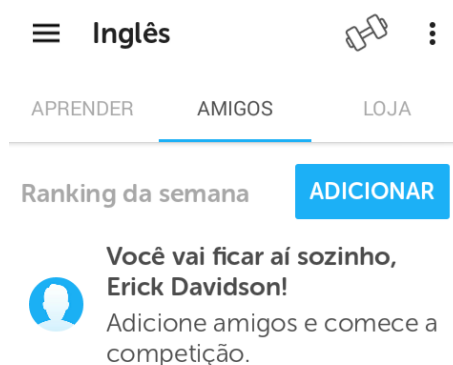 Inglês
APRENDER AMIGOS LOJA
Ranking da semana ADICIONAR
Você vai ficar aí sozinho,
Erick Davidson!
Adicione amigos e comece a
competição.